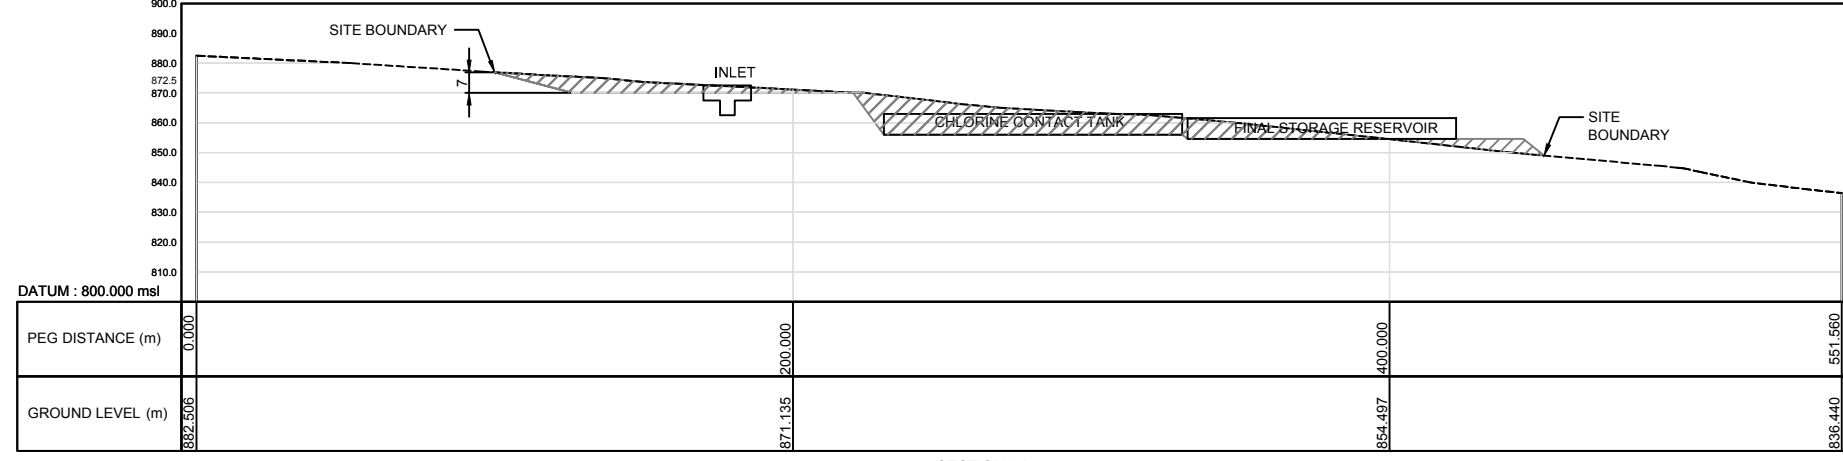 900.0
890.0
880.0
872.5
870.0
860.0
850.0
840.0
830.0
820.0
810.0
SITE BOUNDARY
7
INLET
CHLORINE CONTACT TANK
FINAL STORAGE RESERVOIR
SITE
BOUNDARY
DATUM : 800.000 msl
PEG DISTANCE (m)
0.000
200.000
400.000
551.560
GROUND LEVEL (m)
882.506
871.135
854.497
836.440